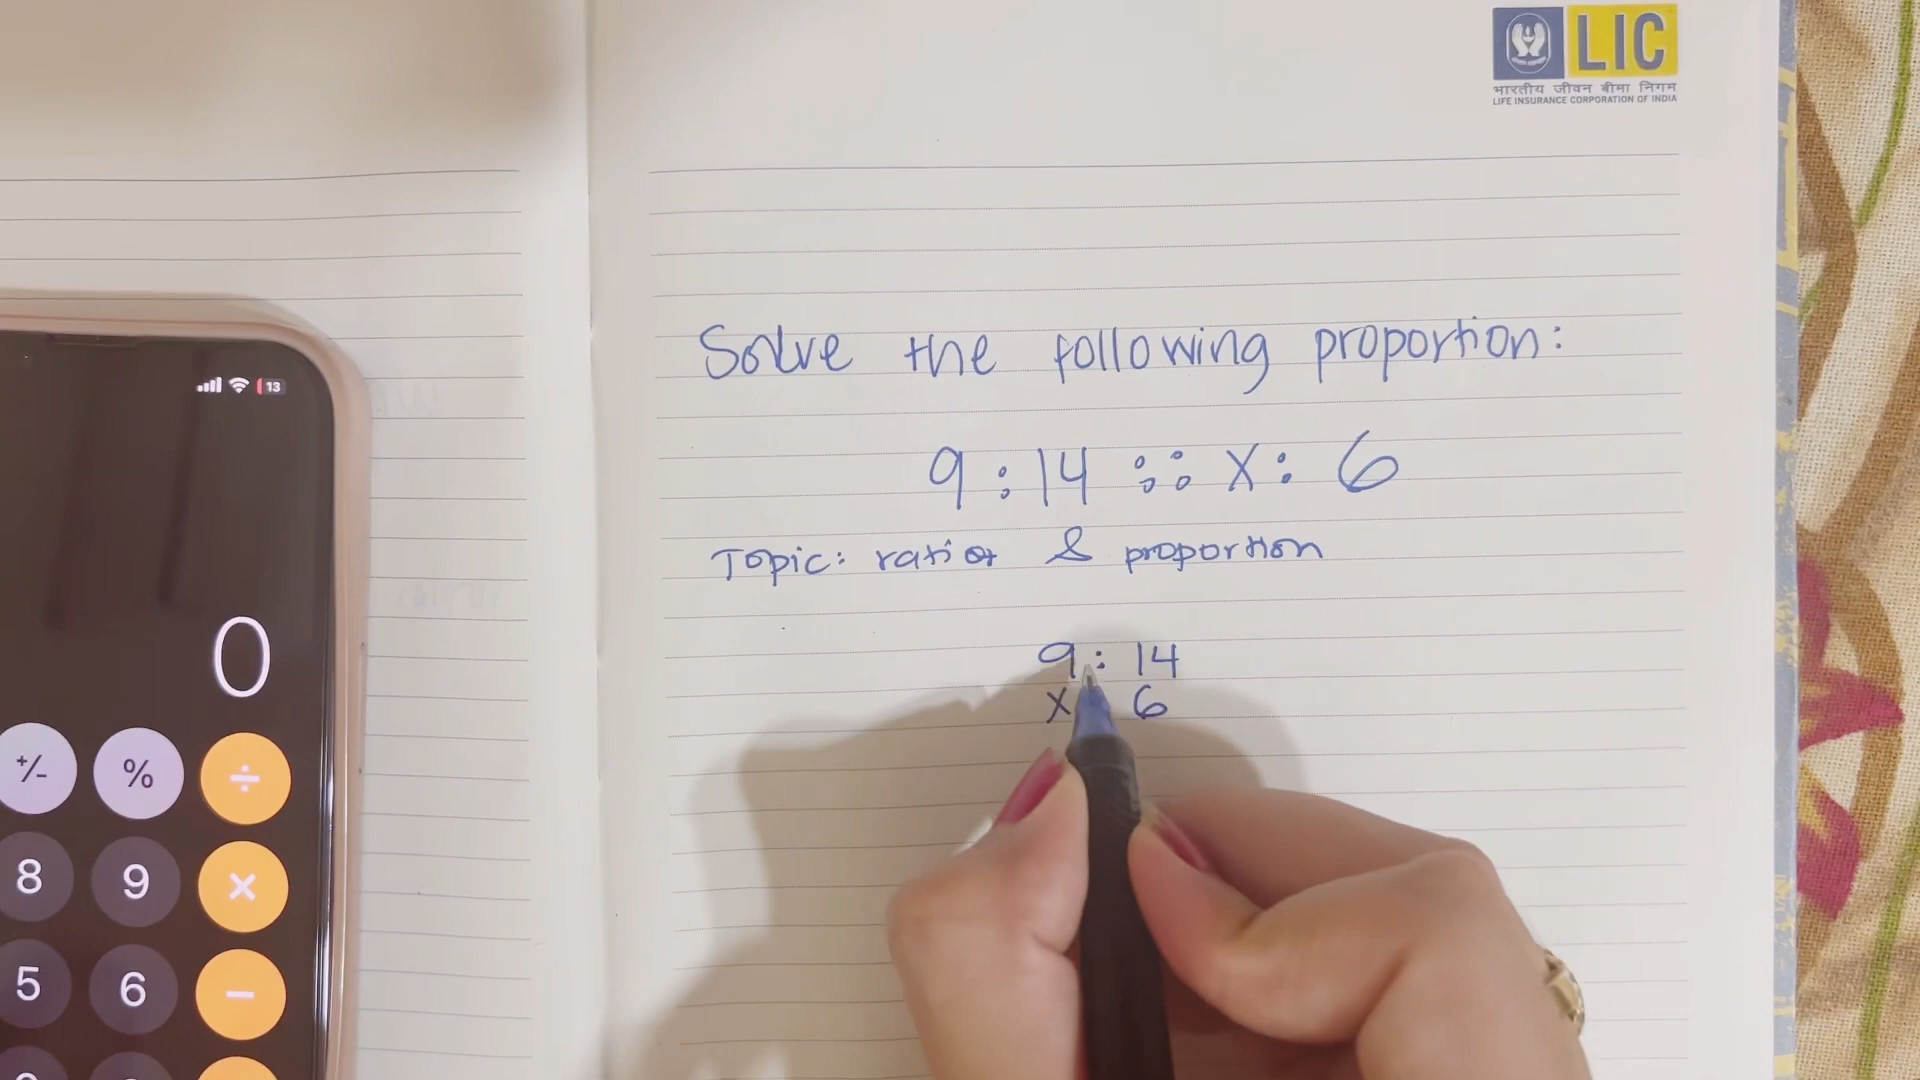 LIC
भारतीय जीवन बीमा निगम
LIFE INSURANCE CORPORATION OF INDIA
Solve the following proportion:
9 : 14 :: x : 6
Topic: ratio & proportion
9 : 14
x 6
13
0
+/- % ÷
8 9 ×
5 6 −